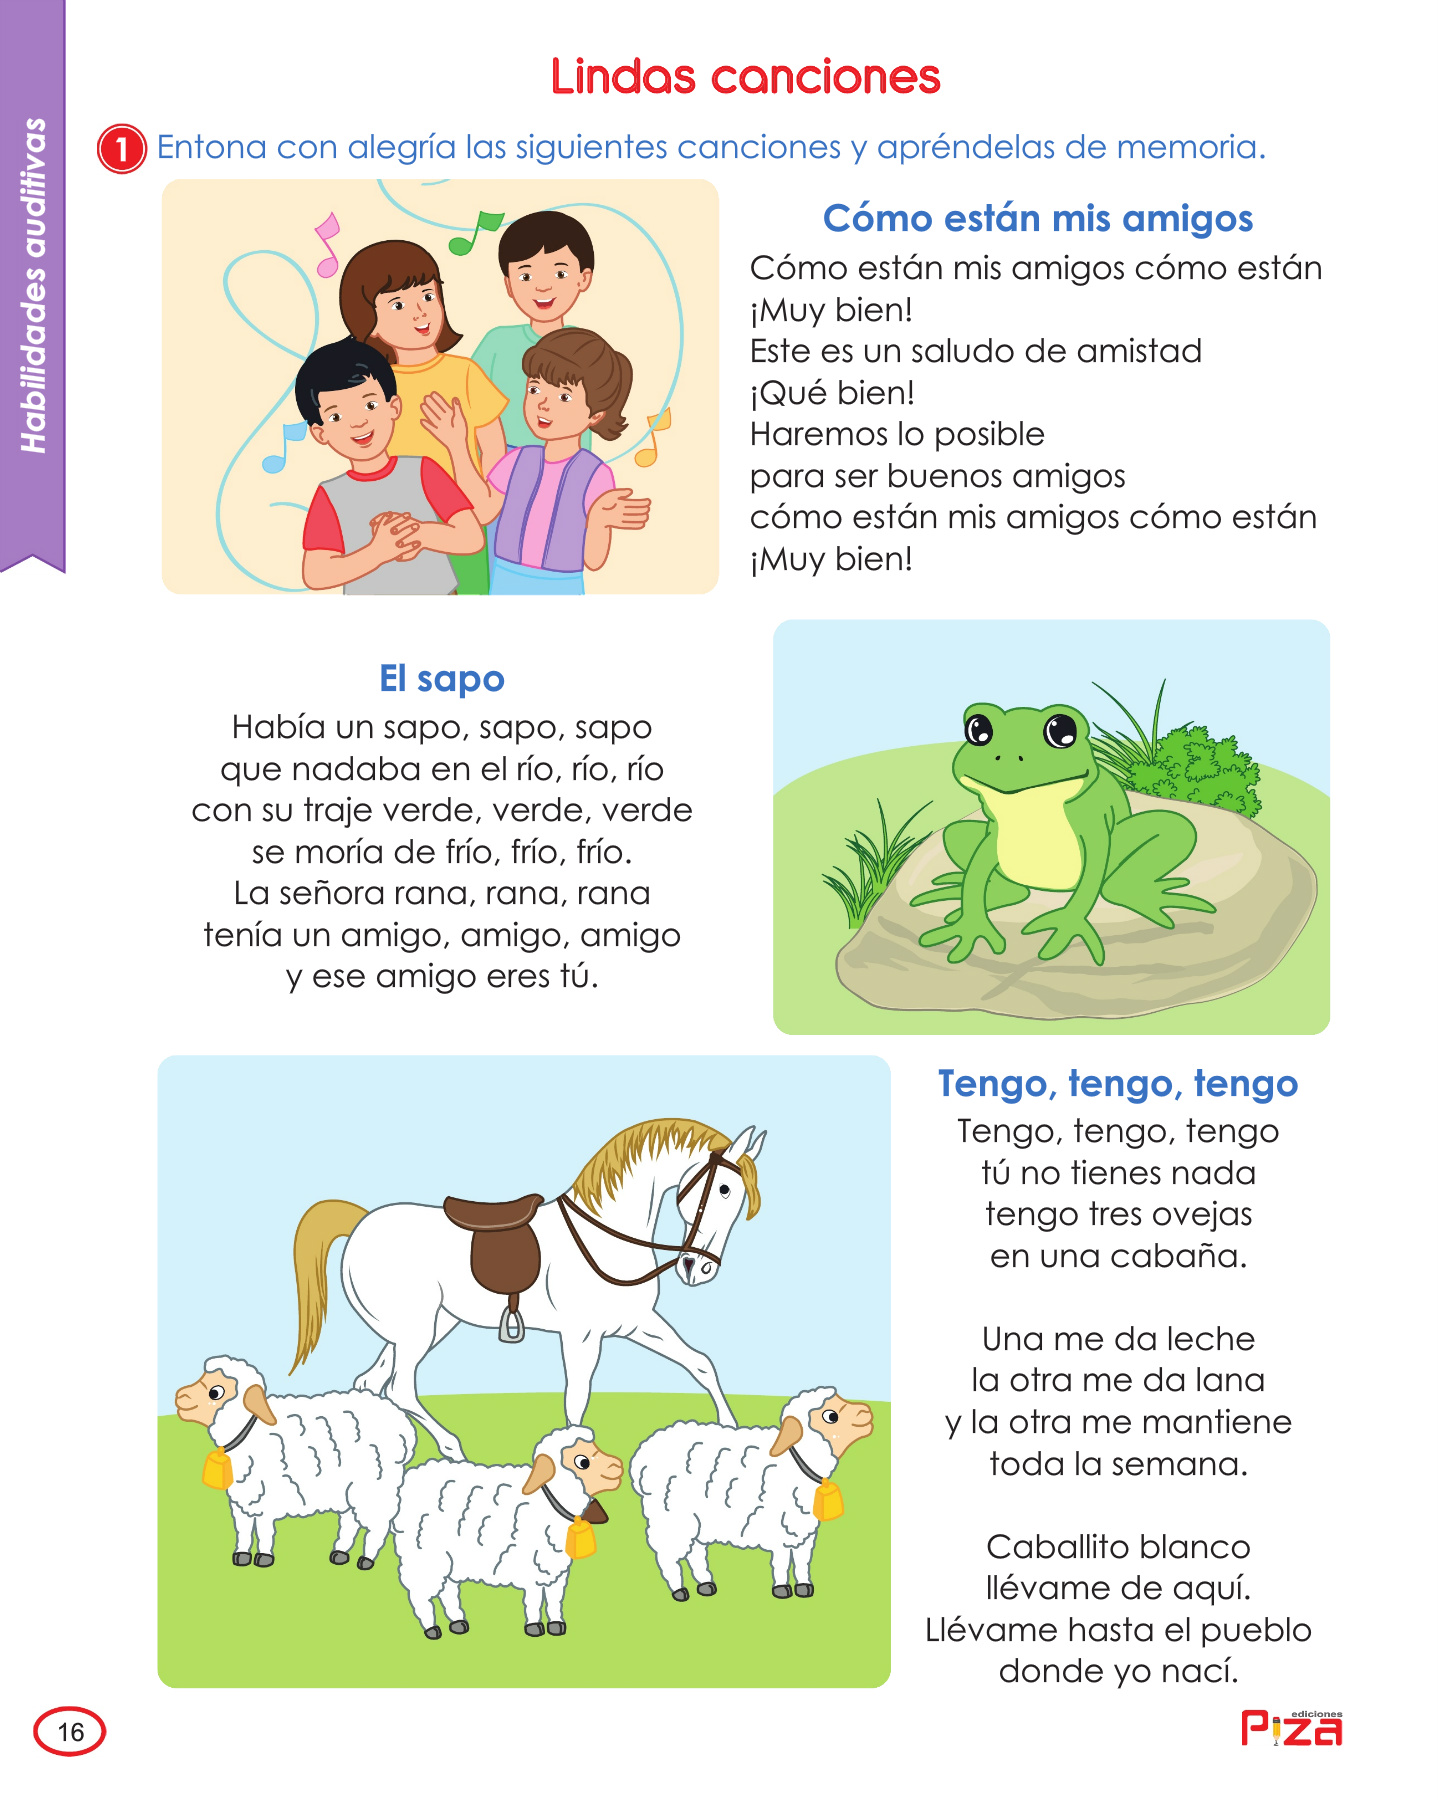 Habilidades auditivas
Lindas canciones
1 Entona con alegría las siguientes canciones y apréndelas de memoria.
Cómo están mis amigos
Cómo están mis amigos cómo están
¡Muy bien!
Este es un saludo de amistad
¡Qué bien!
Haremos lo posible
para ser buenos amigos
cómo están mis amigos cómo están
¡Muy bien!
El sapo
Había un sapo, sapo, sapo
que nadaba en el río, río, río
con su traje verde, verde, verde
se moría de frío, frío, frío.
La señora rana, rana, rana
tenía un amigo, amigo, amigo
y ese amigo eres tú.
Tengo, tengo, tengo
Tengo, tengo, tengo
tú no tienes nada
tengo tres ovejas
en una cabaña.
Una me da leche
la otra me da lana
y la otra me mantiene
toda la semana.
Caballito blanco
llévame de aquí.
Llévame hasta el pueblo
donde yo nací.
16
ediciones
Piza